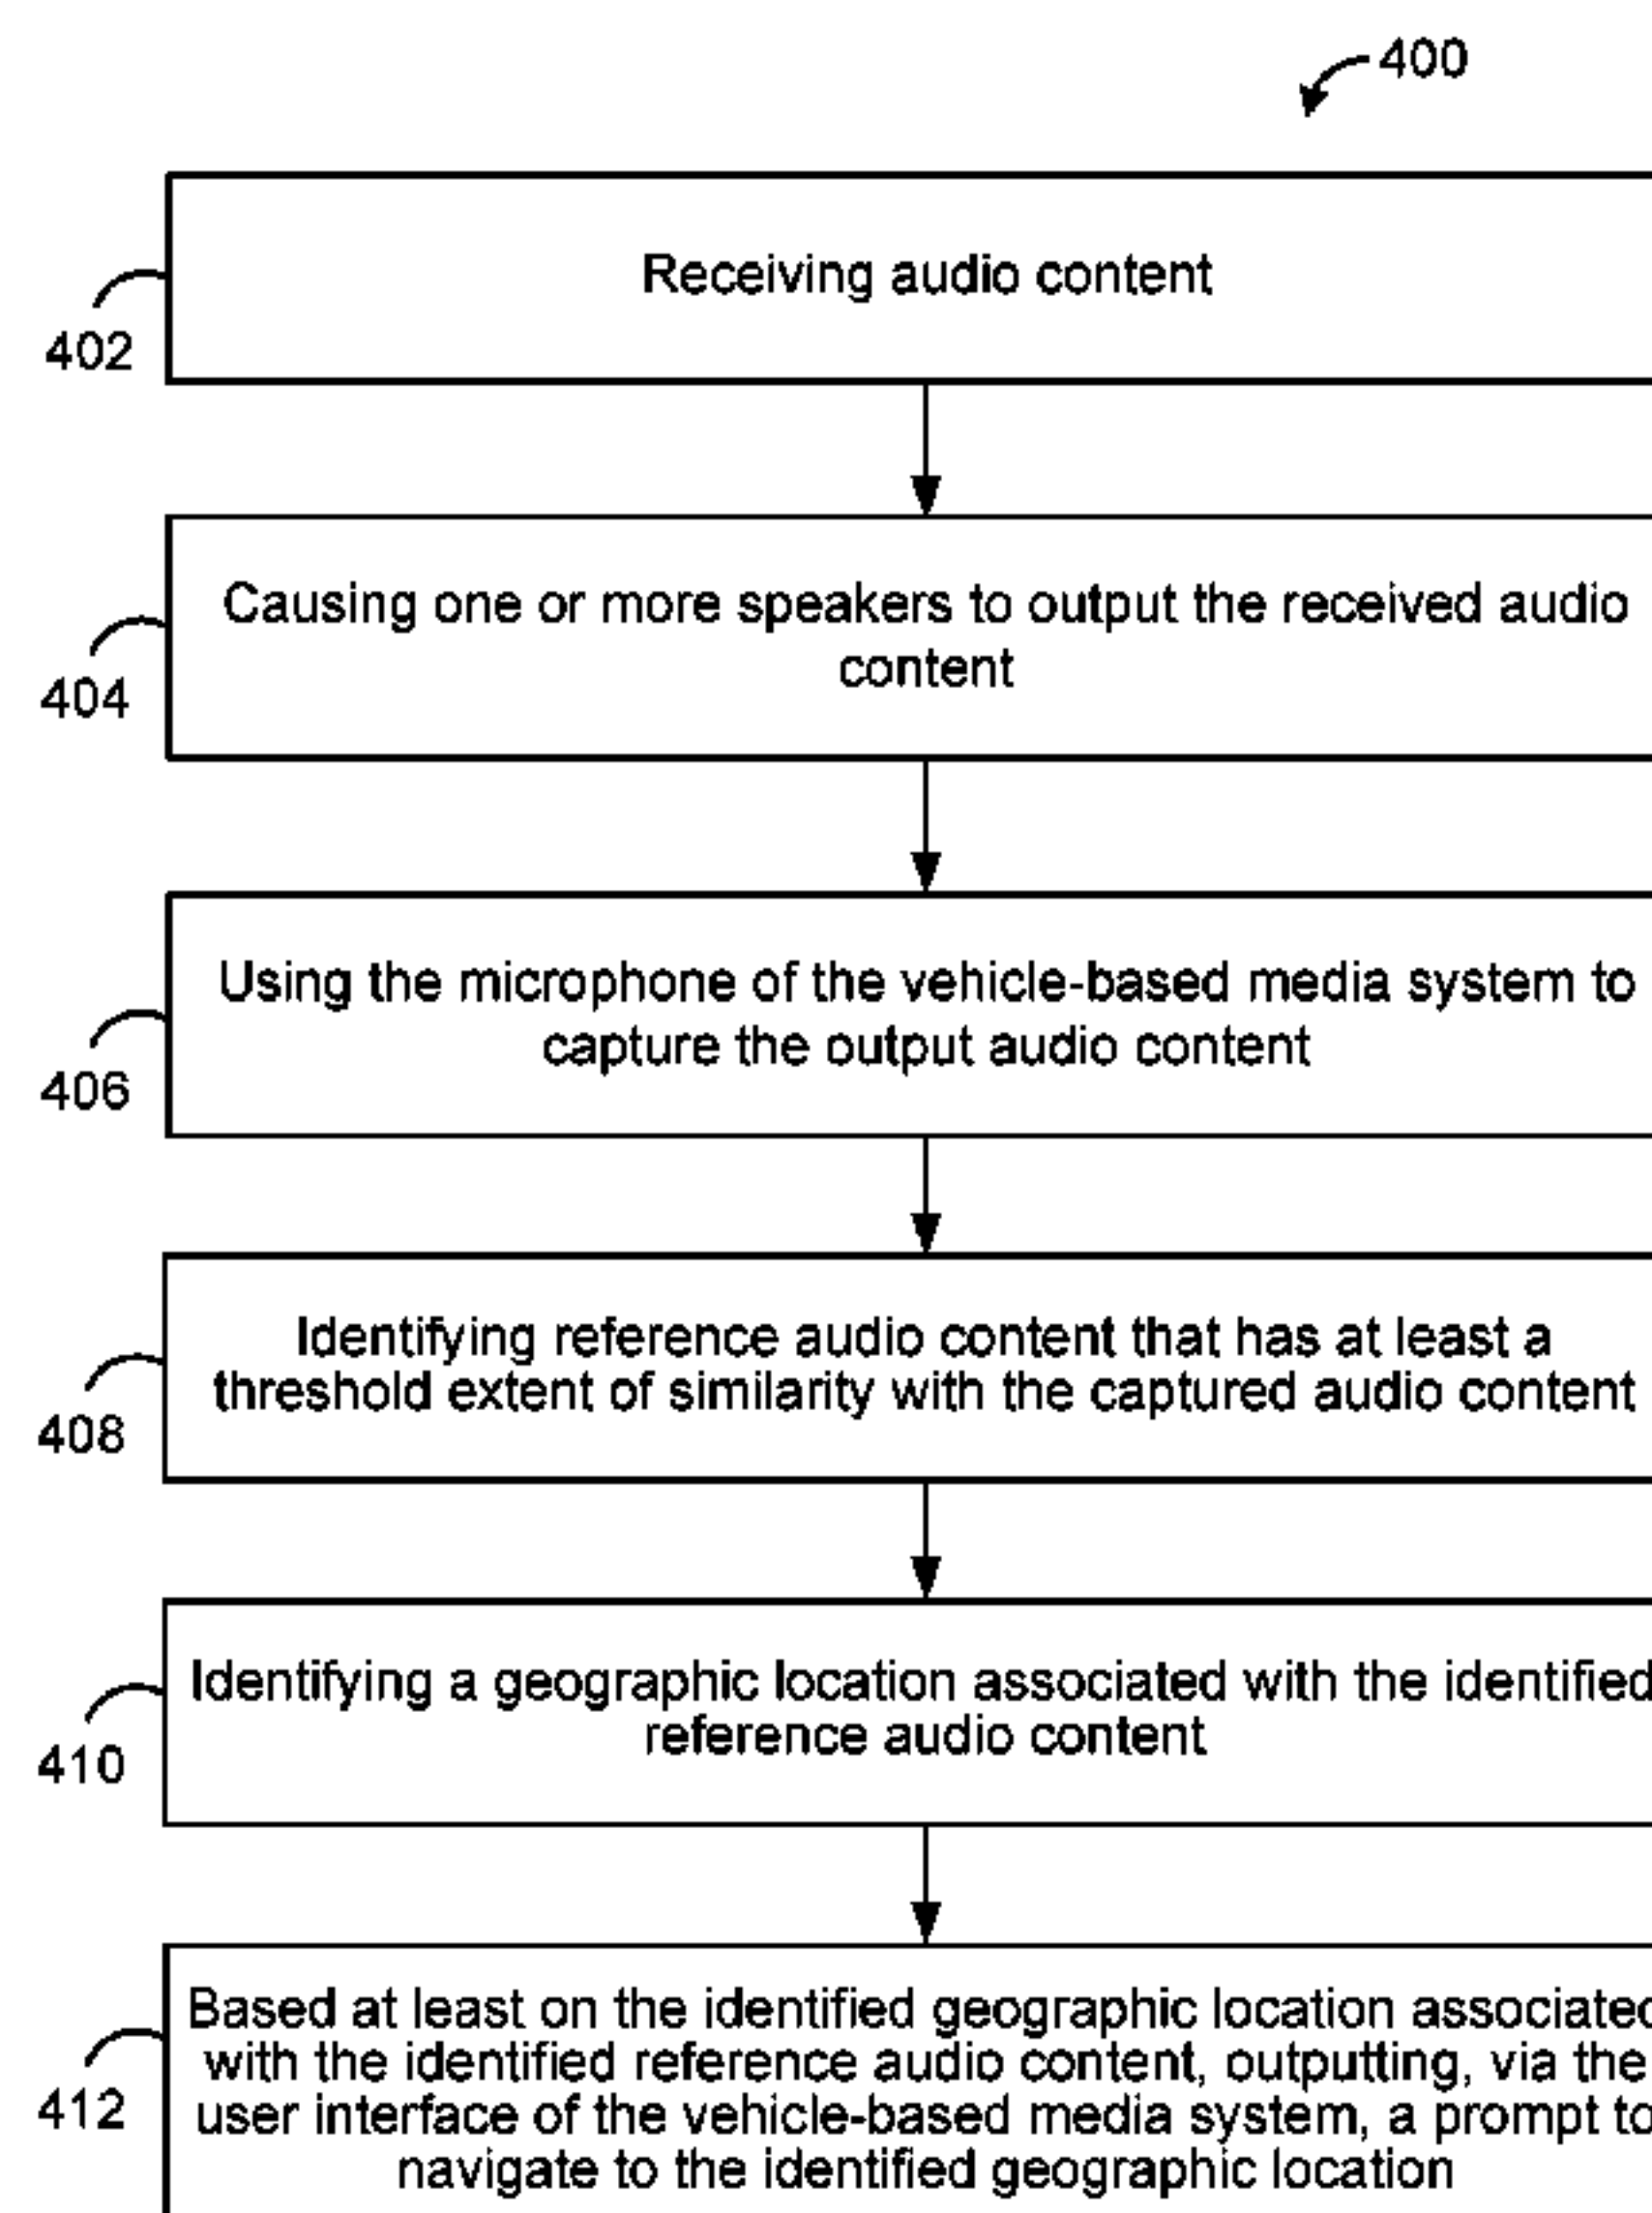 400
Receiving audio content
402
Causing one or more speakers to output the received audio
content
404
Using the microphone of the vehicle-based media system to
capture the output audio content
406
Identifying reference audio content that has at least a
threshold extent of similarity with the captured audio content
408
Identifying a geographic location associated with the identified
reference audio content
410
Based at least on the identified geographic location associated
with the identified reference audio content, outputting, via the
user interface of the vehicle-based media system, a prompt to
navigate to the identified geographic location
412